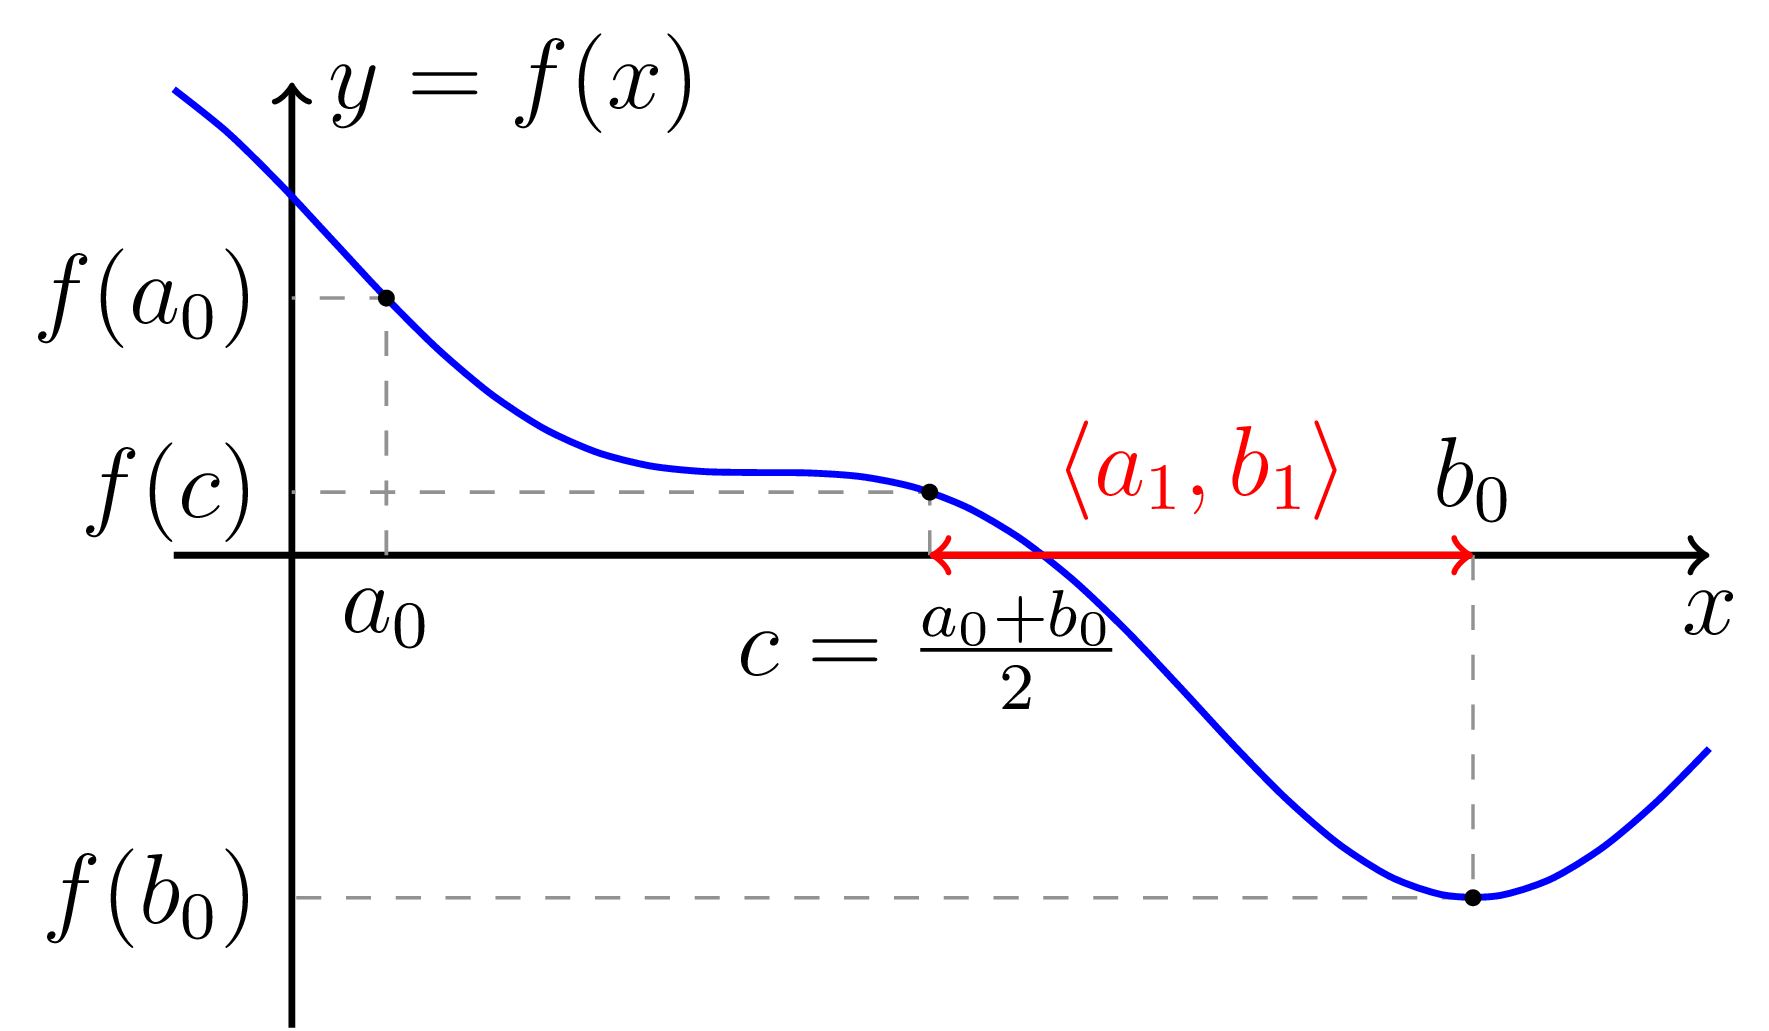 y = f(x)
f(a₀)
f(c)
⟨a₁, b₁⟩
b₀
a₀
c = (a₀+b₀)/2
x
f(b₀)